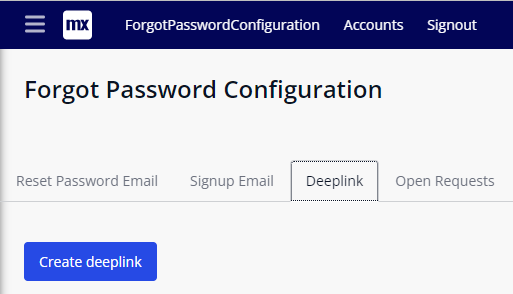 mx ForgotPasswordConfiguration Accounts Signout
Forgot Password Configuration
Reset Password Email Signup Email Deeplink Open Requests
Create deeplink